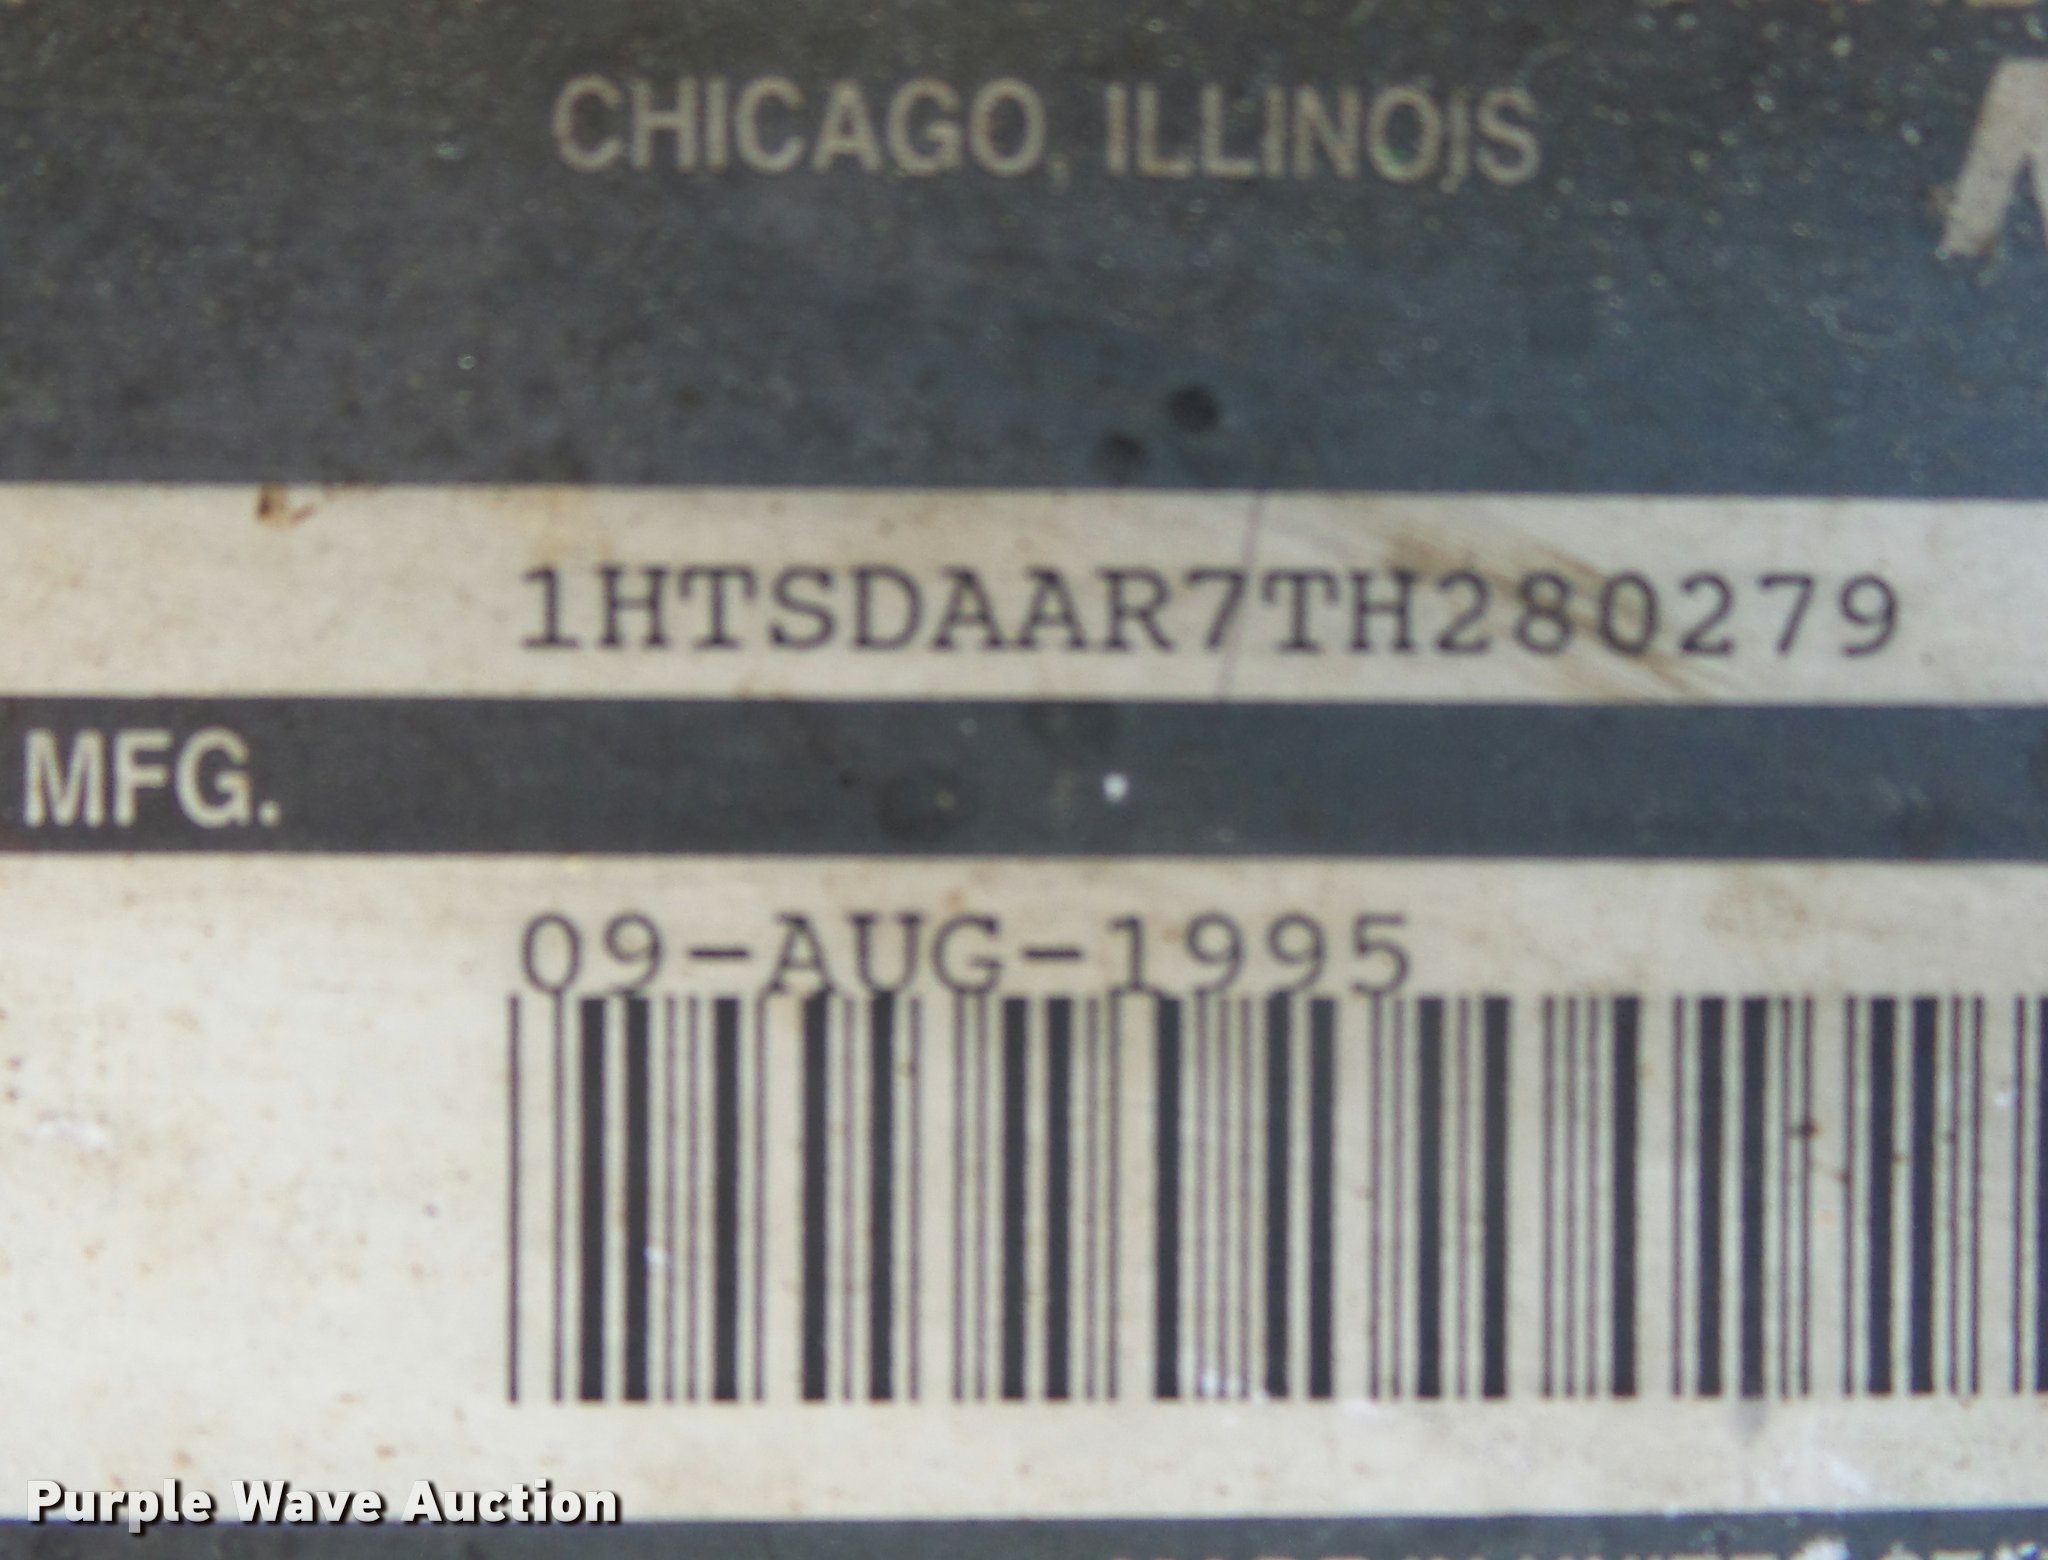 CHICAGO, ILLINOIS
1HTSDAAR7TH280279
MFG.
09-AUG-1995
Purple Wave Auction